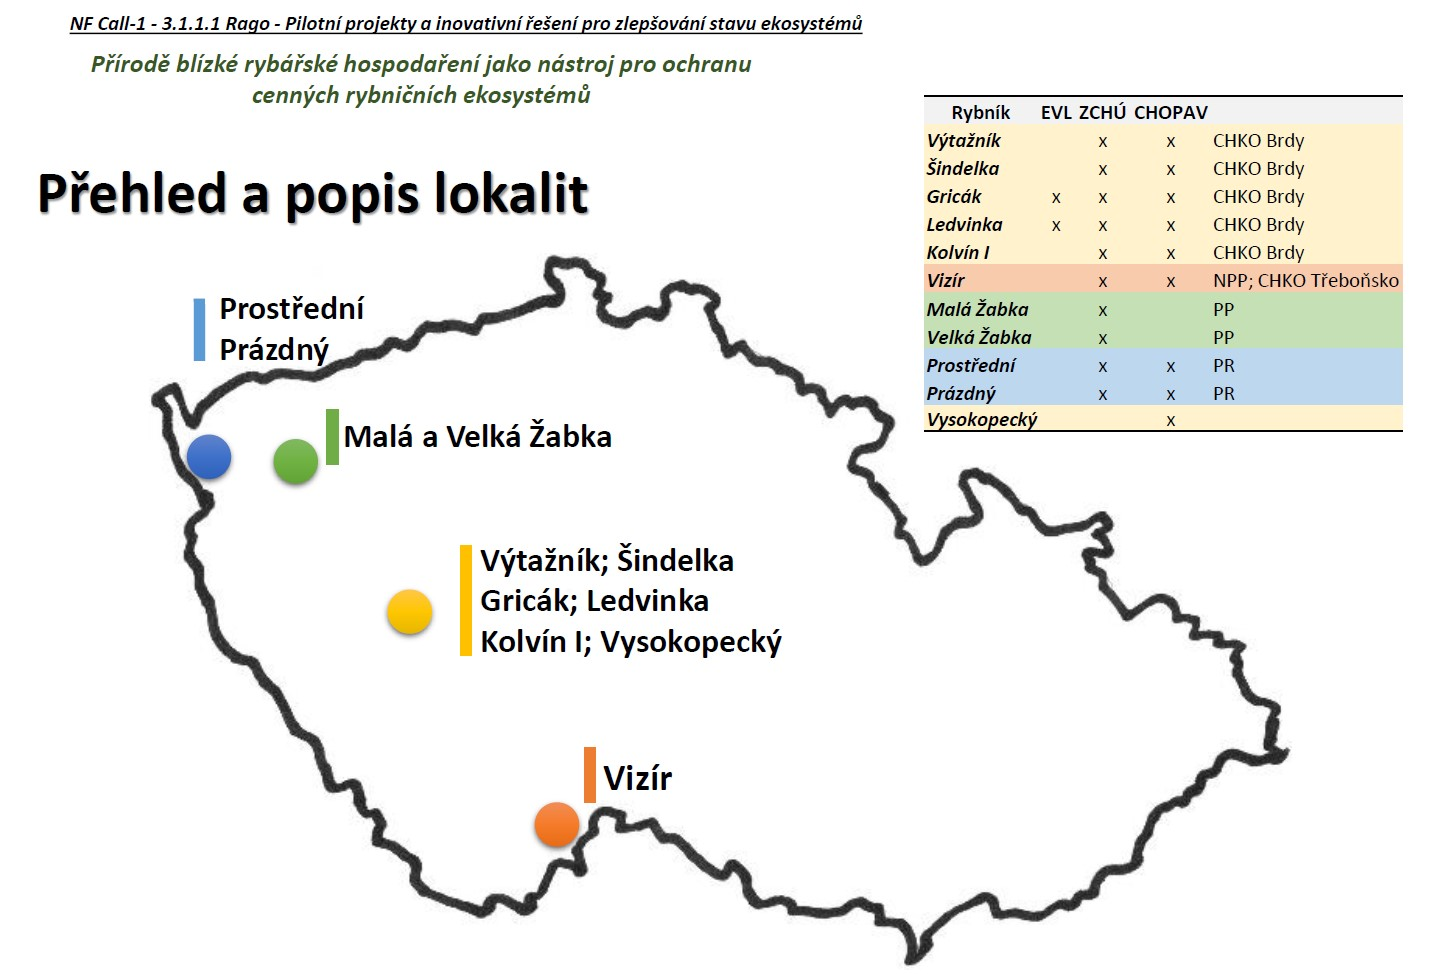 NF Call-1 - 3.1.1.1 Rago - Pilotní projekty a inovativní řešení pro zlepšování stavu ekosystémů
Přírodě blízké rybářské hospodaření jako nástroj pro ochranu
cenných rybničních ekosystémů
Přehled a popis lokalit
Rybník EVL ZCHÚ CHOPAV
Výtažník x x CHKO Brdy
Šindelka x x CHKO Brdy
Gricák x x x CHKO Brdy
Ledvinka x x x CHKO Brdy
Kolvín I x x CHKO Brdy
Vizír x x NPP; CHKO Třeboňsko
Malá Žabka x PP
Velká Žabka x PP
Prostřední x x PR
Prázdný x x PR
Vysokopecký x
Prostřední
Prázdný
Malá a Velká Žabka
Výtažník; Šindelka
Gricák; Ledvinka
Kolvín I; Vysokopecký
Vizír